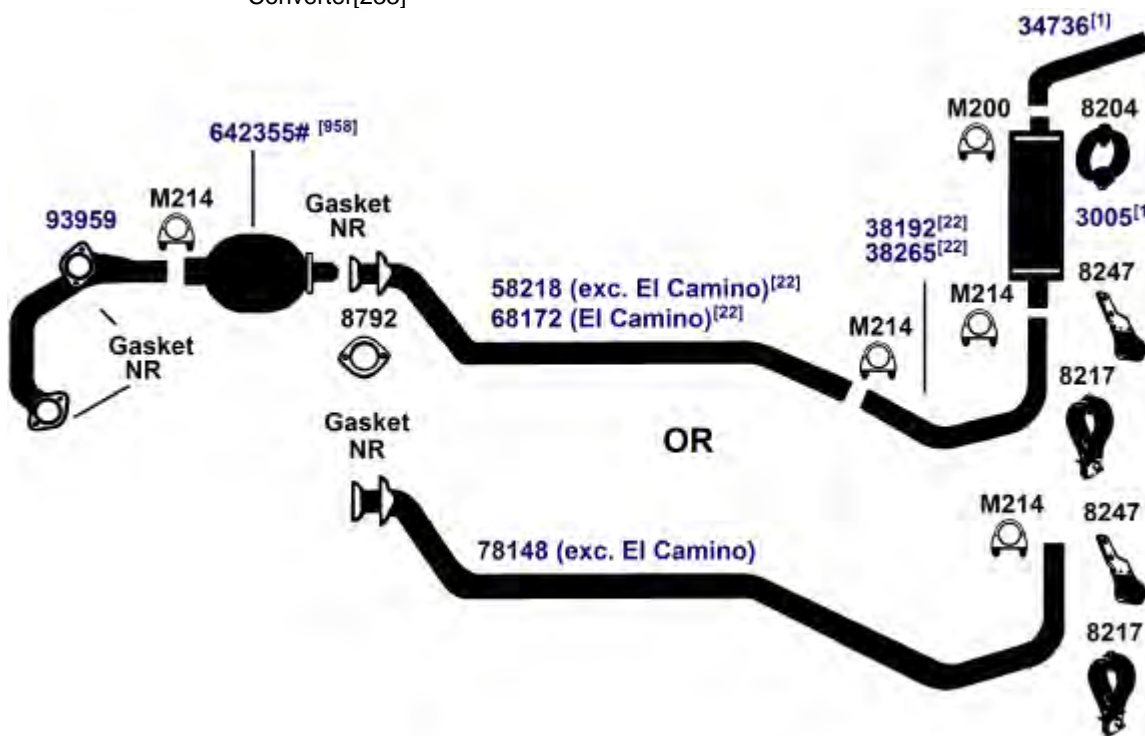 34736[1]
M200 8204
642355# [958]
M214
Gasket
NR
93959
38192[22]
38265[22]
3005[1
8247
58218 (exc. El Camino)[22]
68172 (El Camino)[22]
M214
M214
8792
Gasket
NR
8217
Gasket
NR
OR
M214 8247
78148 (exc. El Camino)
8217